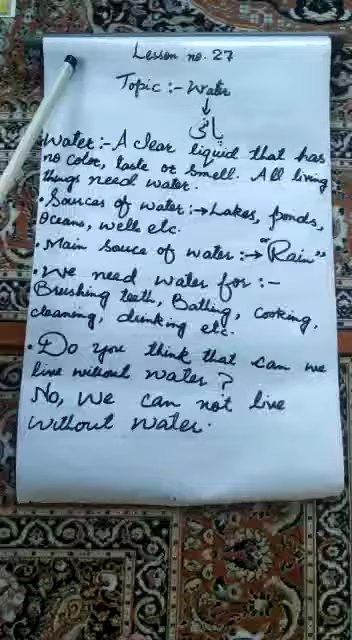 Lesson no. 27
Topic :- Water
↓
پانی
Water :- A clear liquid that has
no color, taste or smell. All living
things need water.
• Sources of water :→ Lakes, ponds,
oceans, well etc.
• Main souce of water :→ "Rain"
• We need water for :-
Brushing teeth, Bathing, cooking,
cleaning, drinking etc.
• Do you think that can we
live without water ?
No, we can not live
without water.